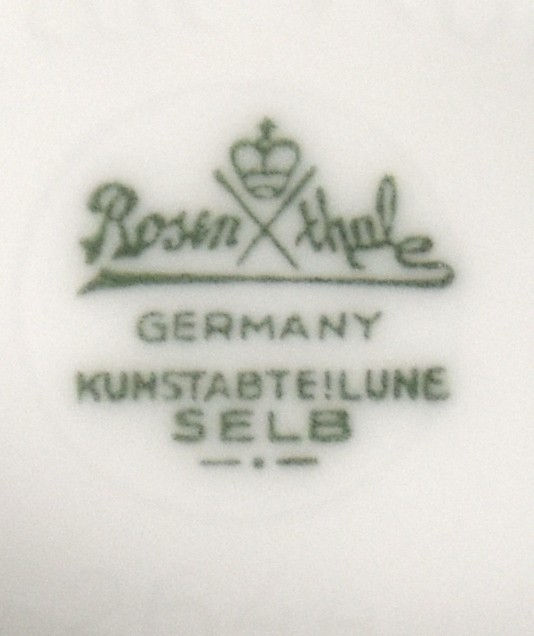 Rosenthal
GERMANY
KUNSTABTEILUNG
SELB